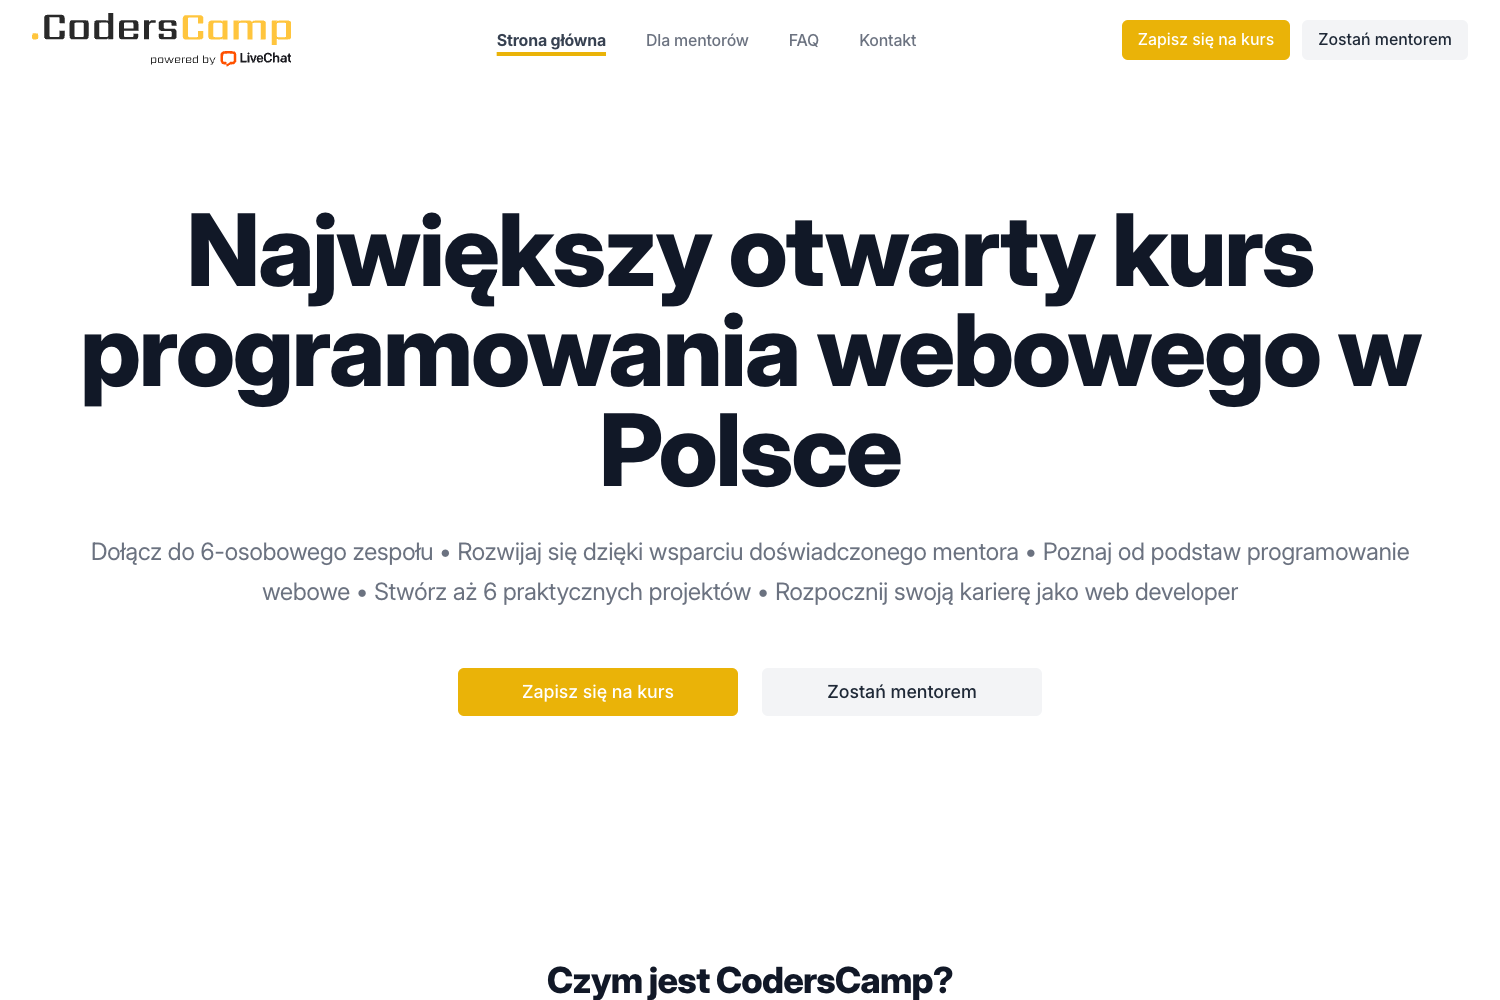 .CodersCamp
powered by LiveChat
Strona główna
Dla mentorów
FAQ
Kontakt
Zapisz się na kurs
Zostań mentorem
Największy otwarty kurs
programowania webowego w
Polsce
Dołącz do 6-osobowego zespołu • Rozwijaj się dzięki wsparciu doświadczonego mentora • Poznaj od podstaw programowanie
webowe • Stwórz aż 6 praktycznych projektów • Rozpocznij swoją karierę jako web developer
Zapisz się na kurs
Zostań mentorem
Czym jest CodersCamp?